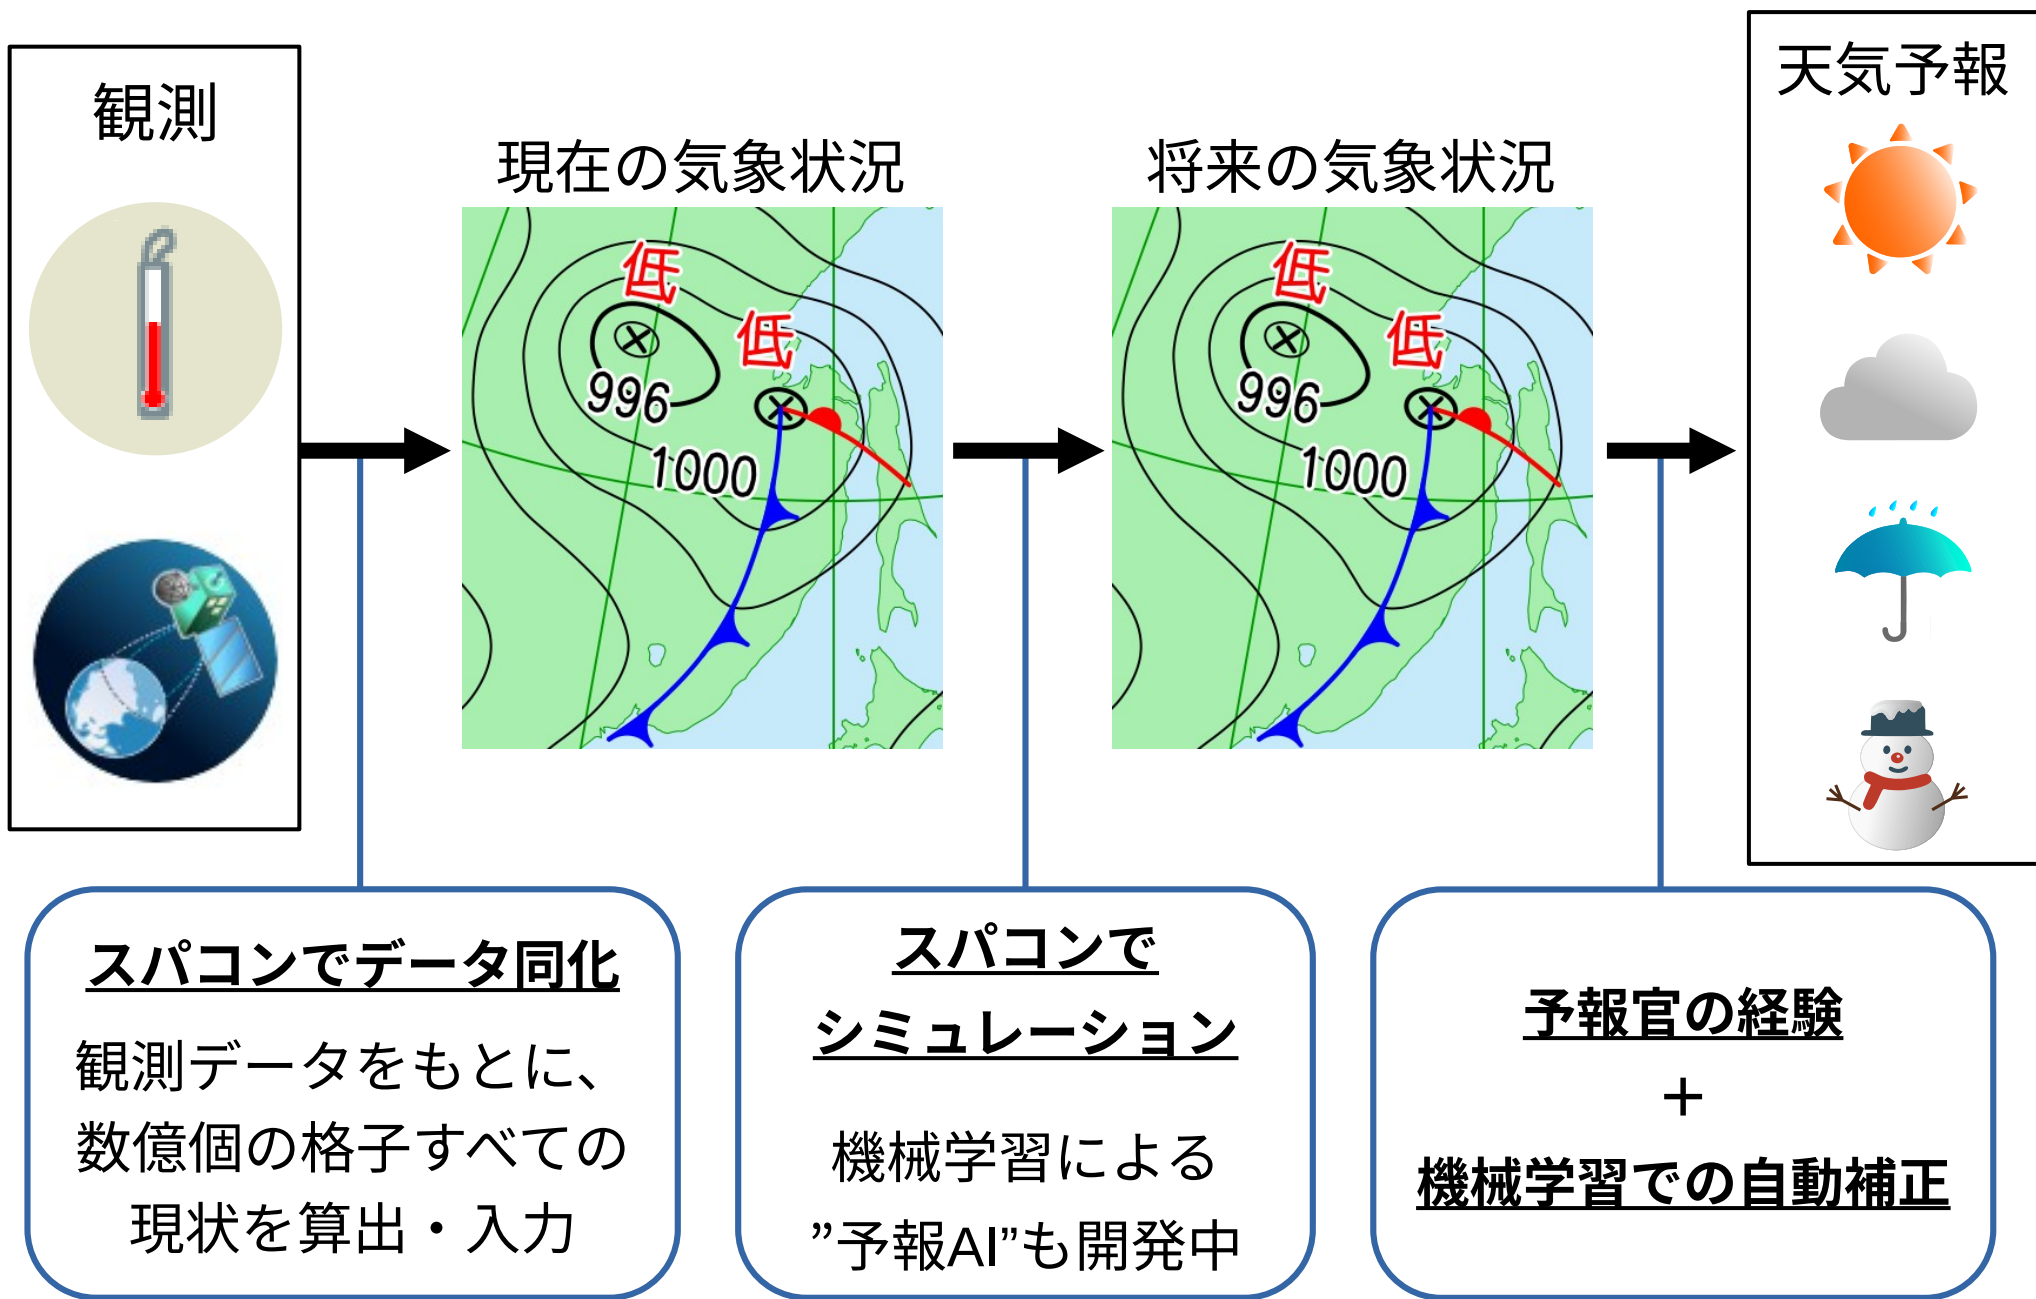 観測
現在の気象状況
低
低
996
1000
将来の気象状況
低
低
996
1000
天気予報
スパコンでデータ同化
観測データをもとに、
数億個の格子すべての
現状を算出・入力
スパコンで
シミュレーション
機械学習による
”予報AI”も開発中
予報官の経験
+
機械学習での自動補正